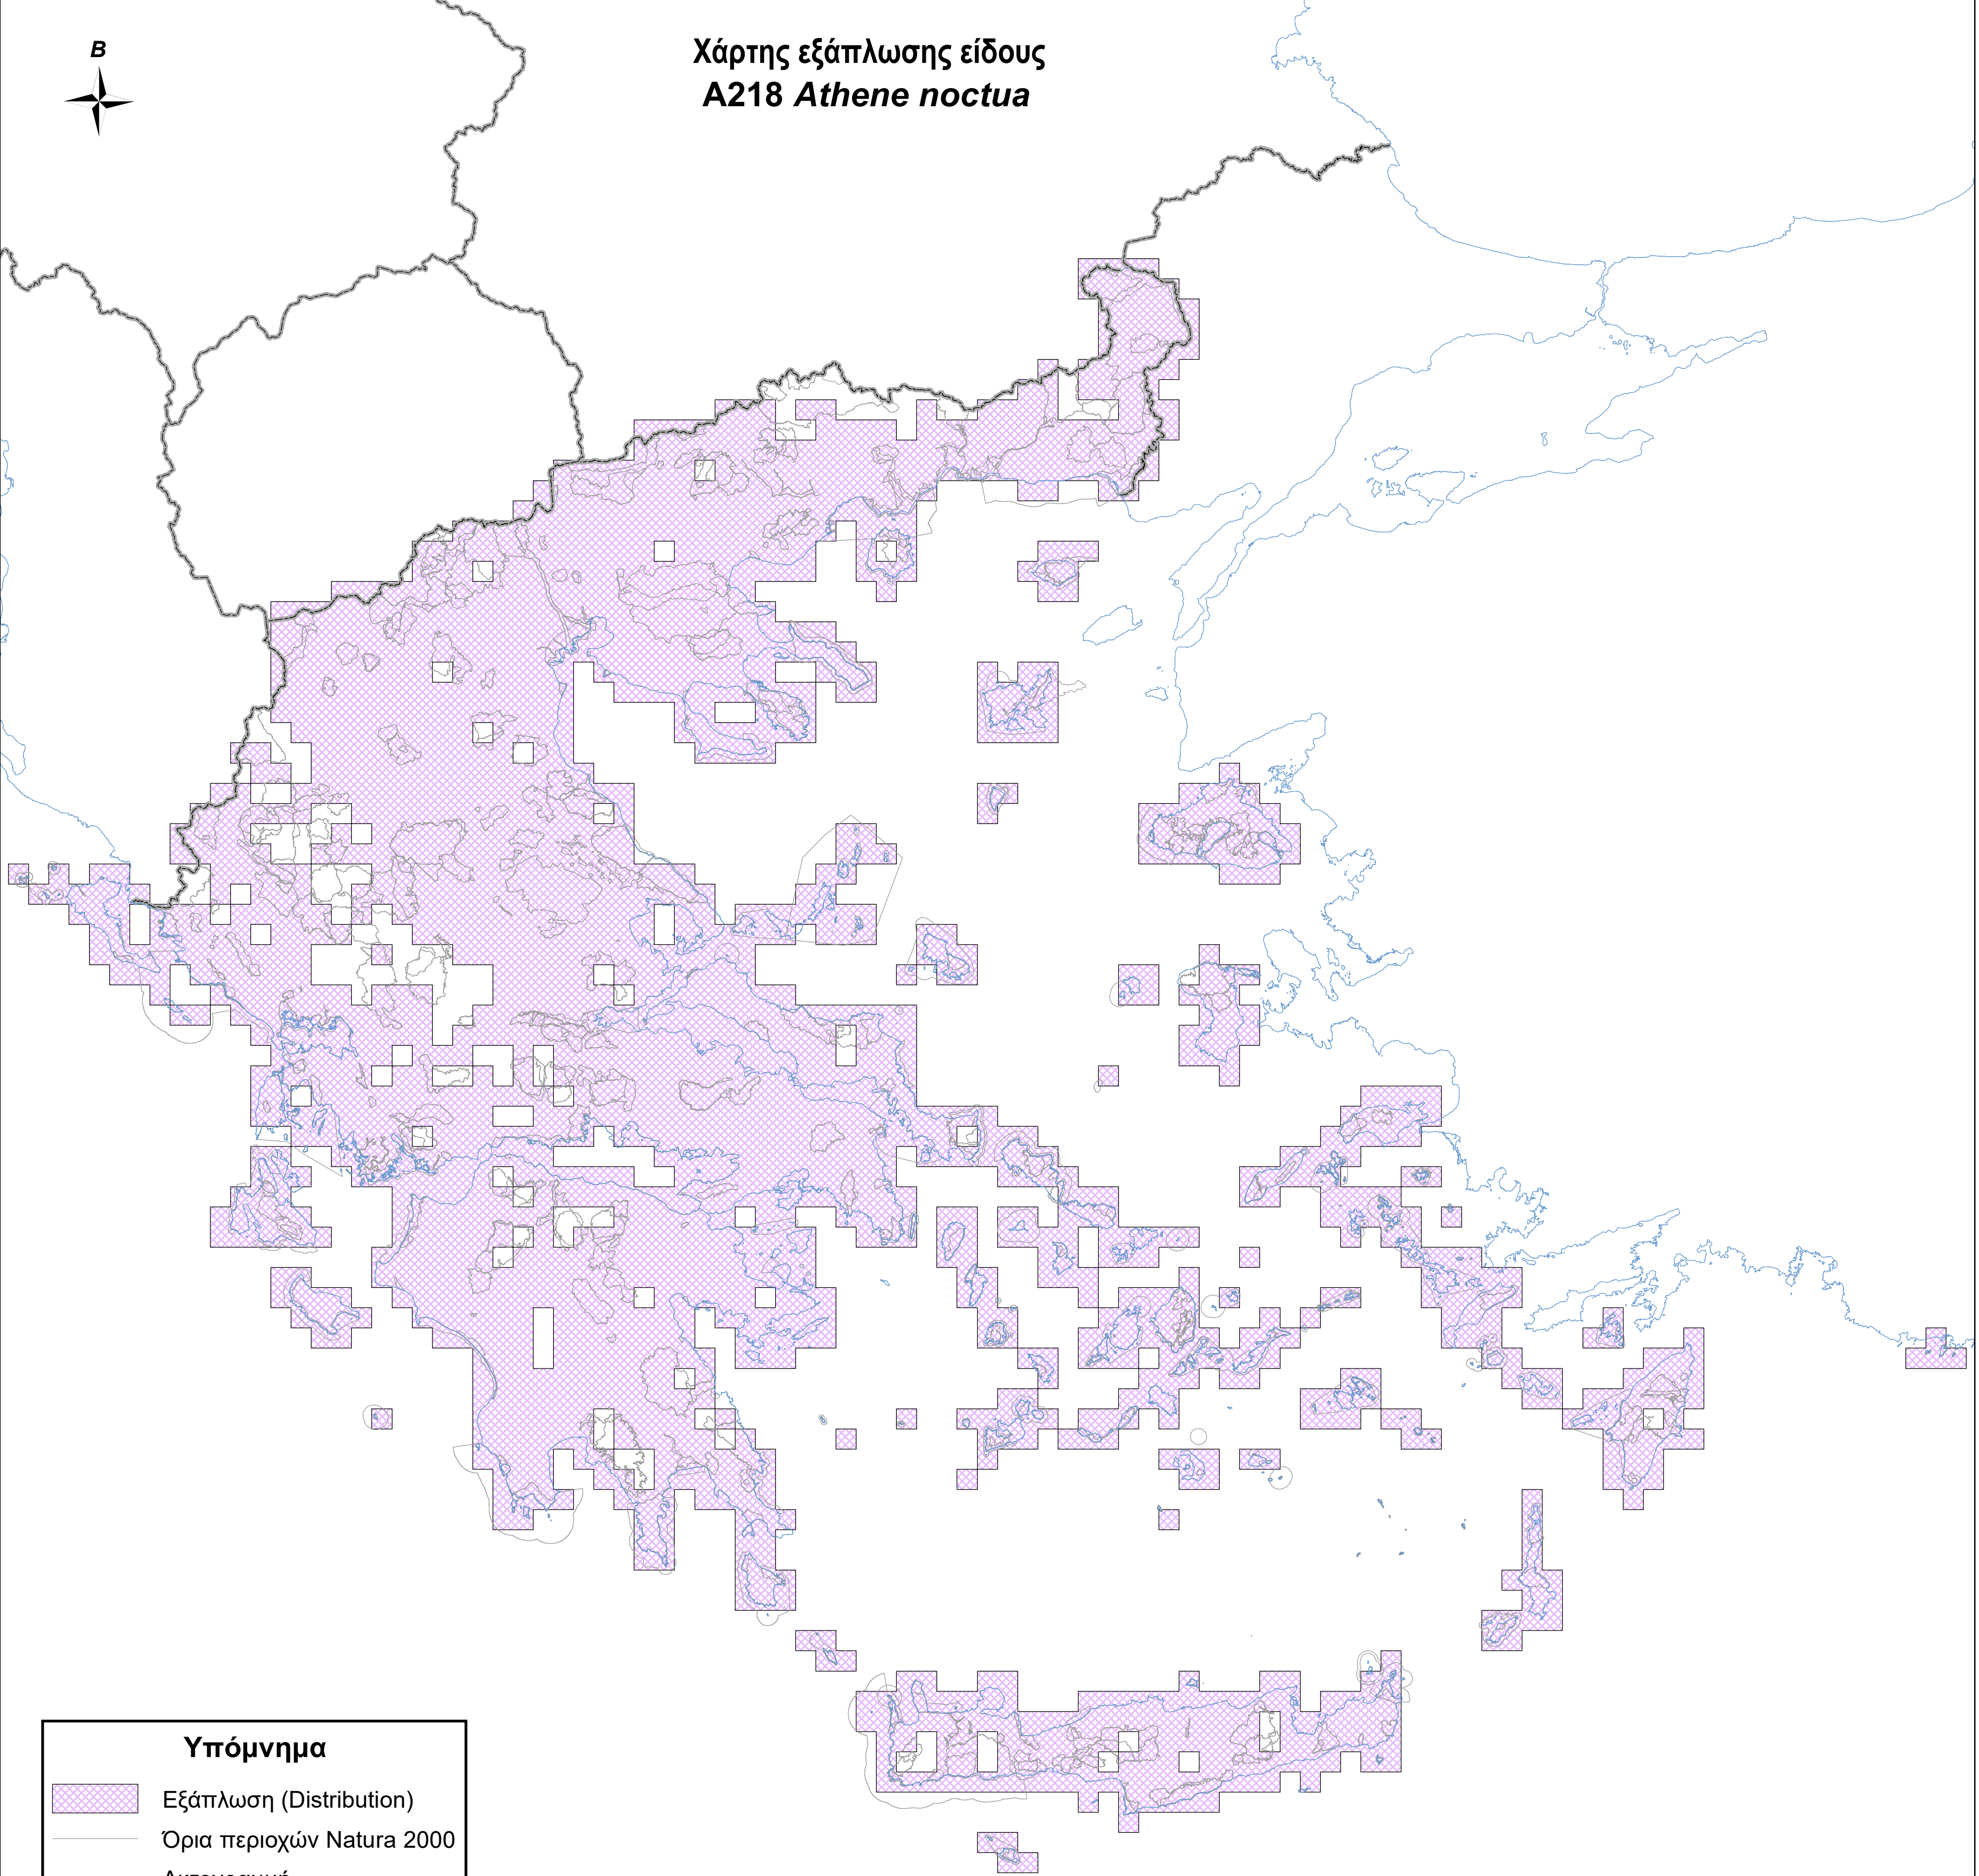 B
Χάρτης εξάπλωσης είδους
A218 Athene noctua
Υπόμνημα
Εξάπλωση (Distribution)
Όρια περιοχών Natura 2000